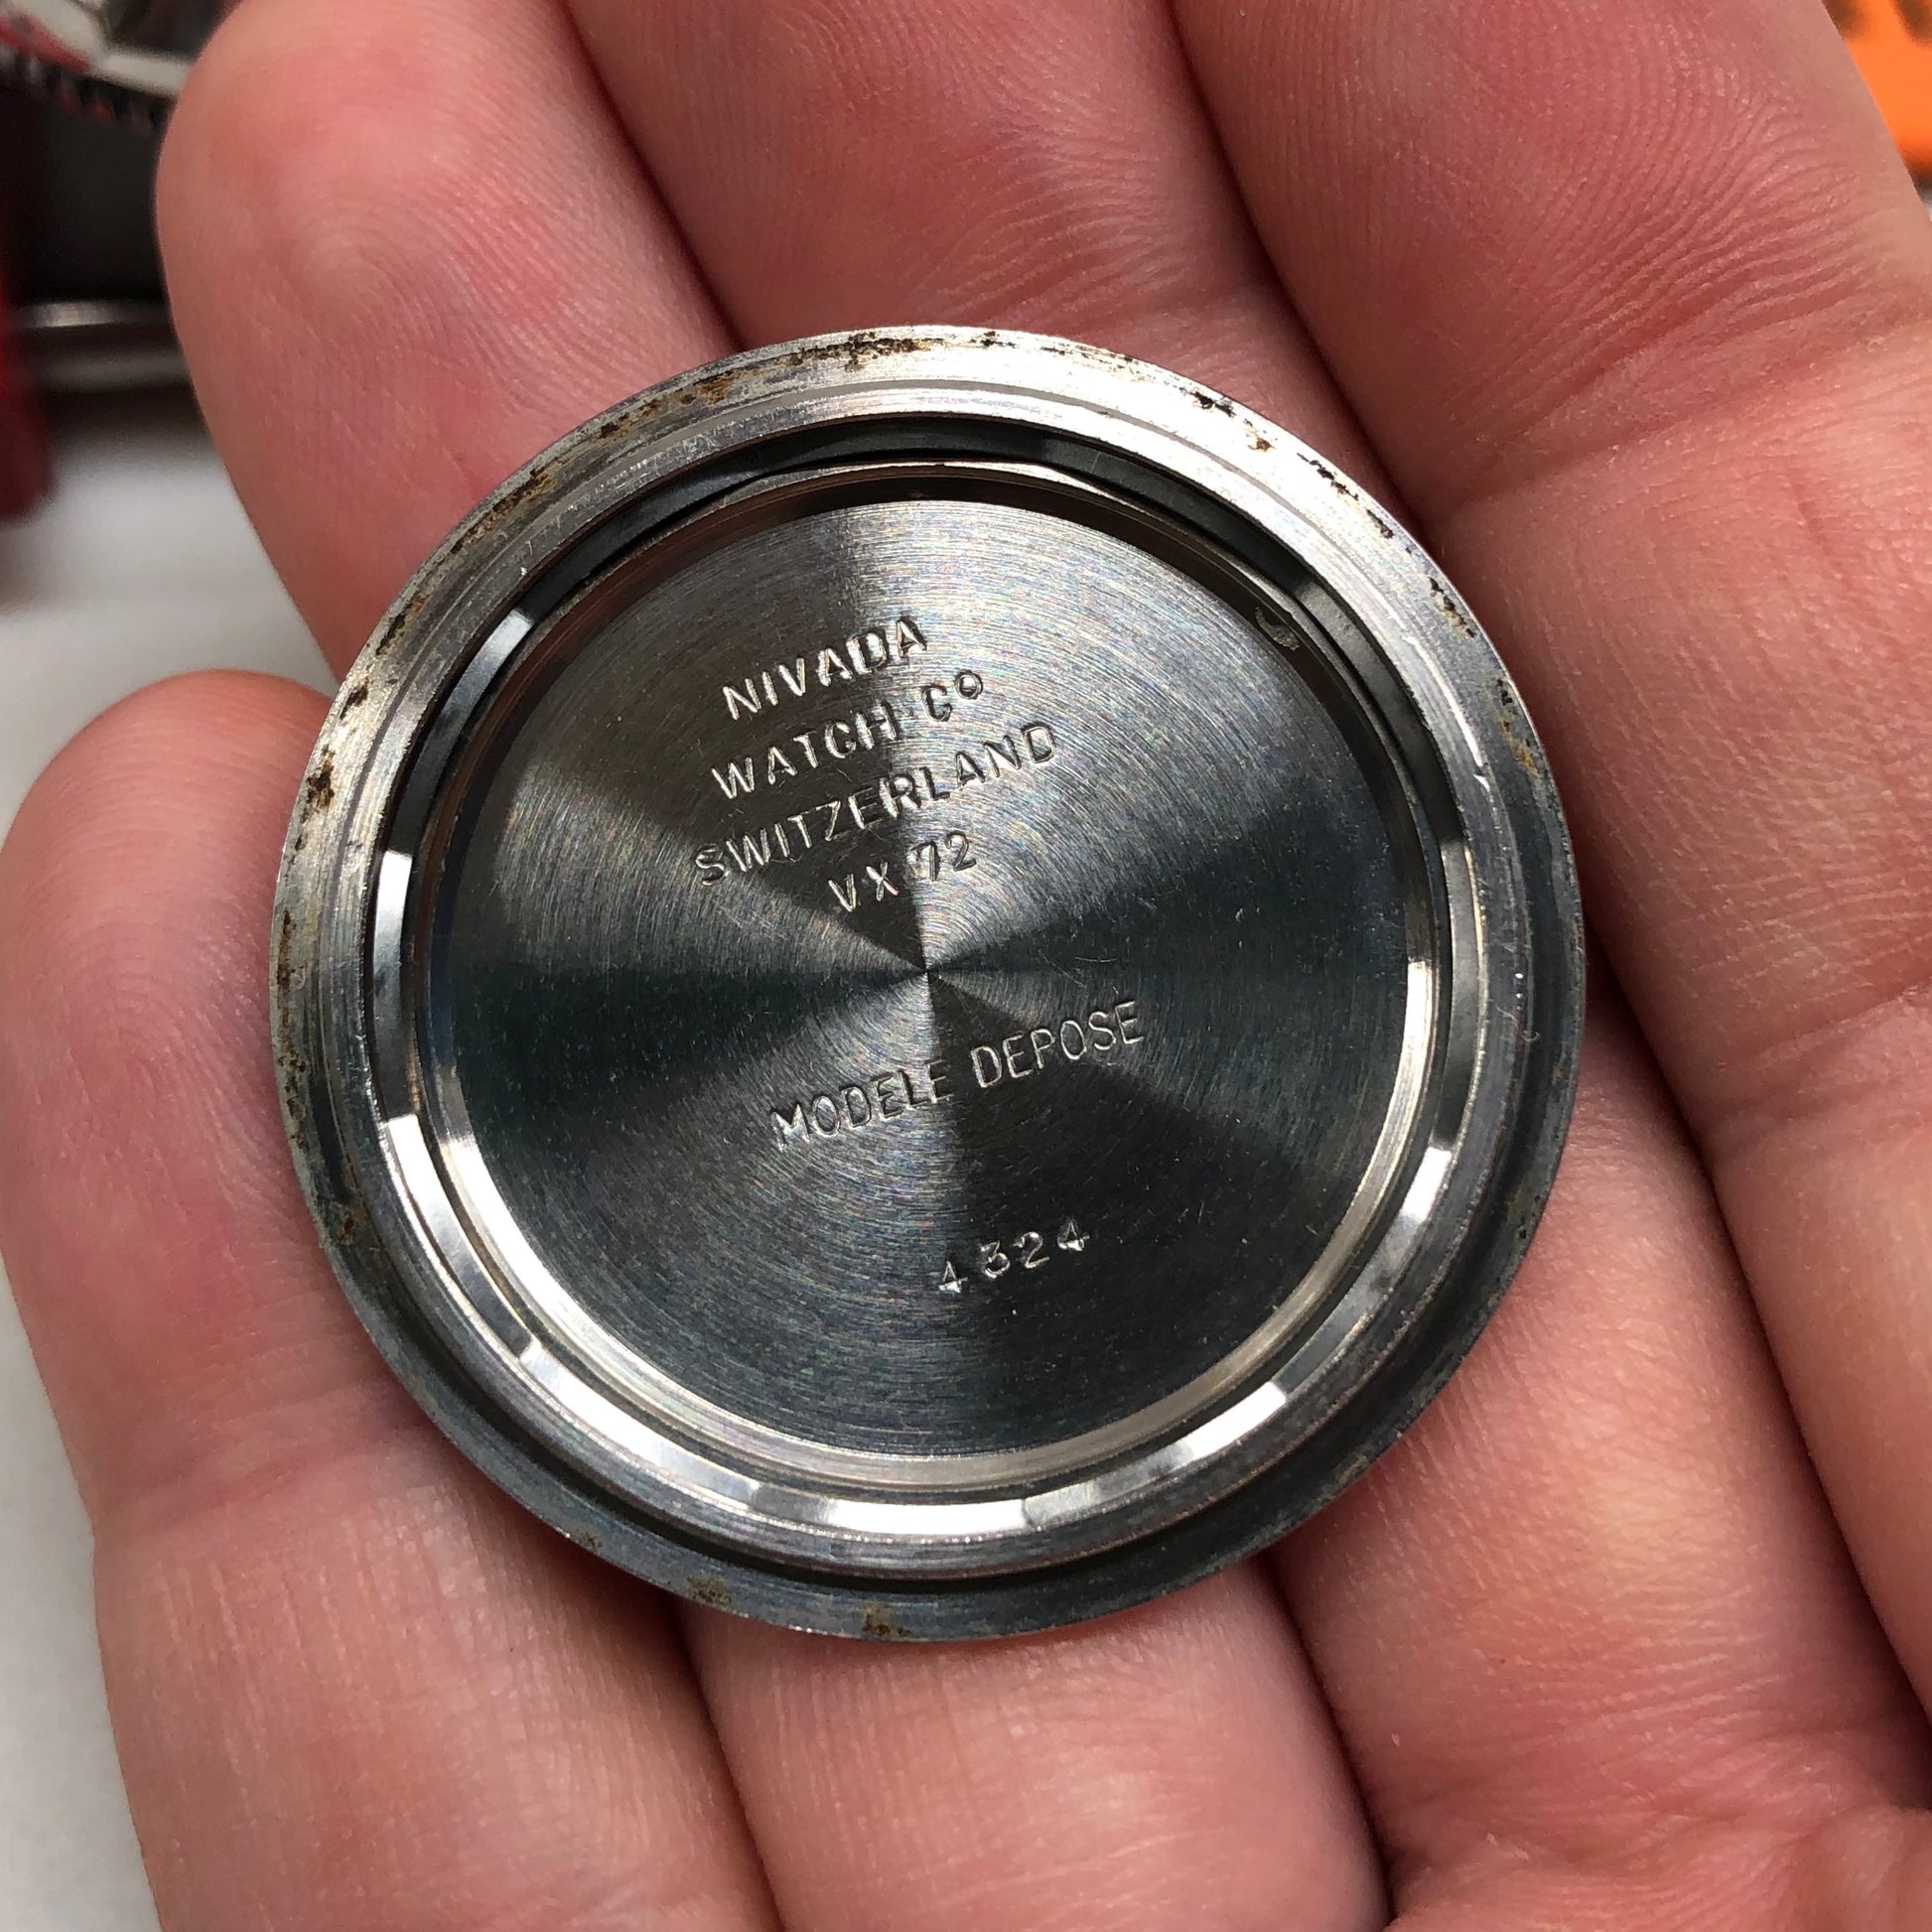 NIVADA
WATCH Cº
SWITZERLAND
VX 72
MODELE DEPOSE
4324